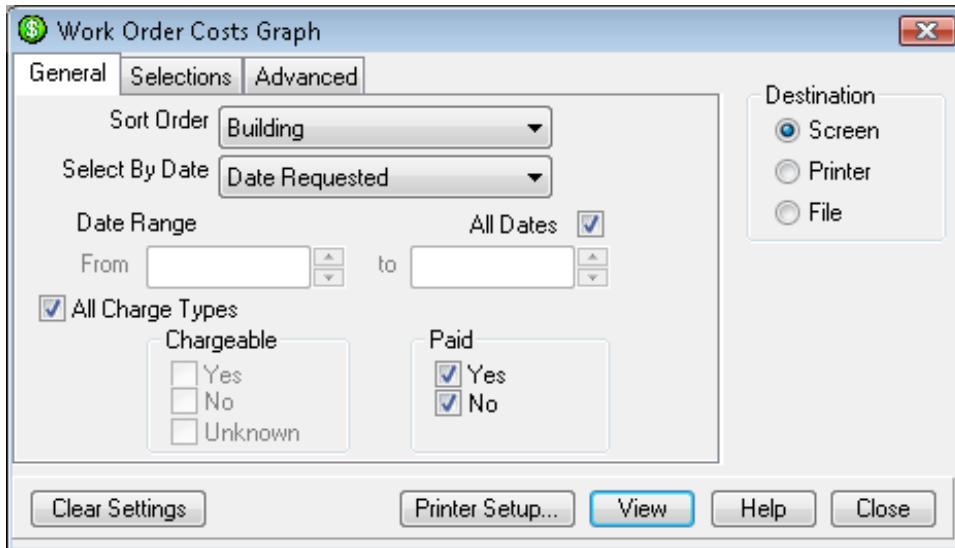 Work Order Costs Graph
General Selections Advanced
Sort Order Building
Select By Date Date Requested
Date Range All Dates
From to
All Charge Types
Chargeable
Yes
No
Unknown
Paid
Yes
No
Destination
Screen
Printer
File
Clear Settings Printer Setup... View Help Close